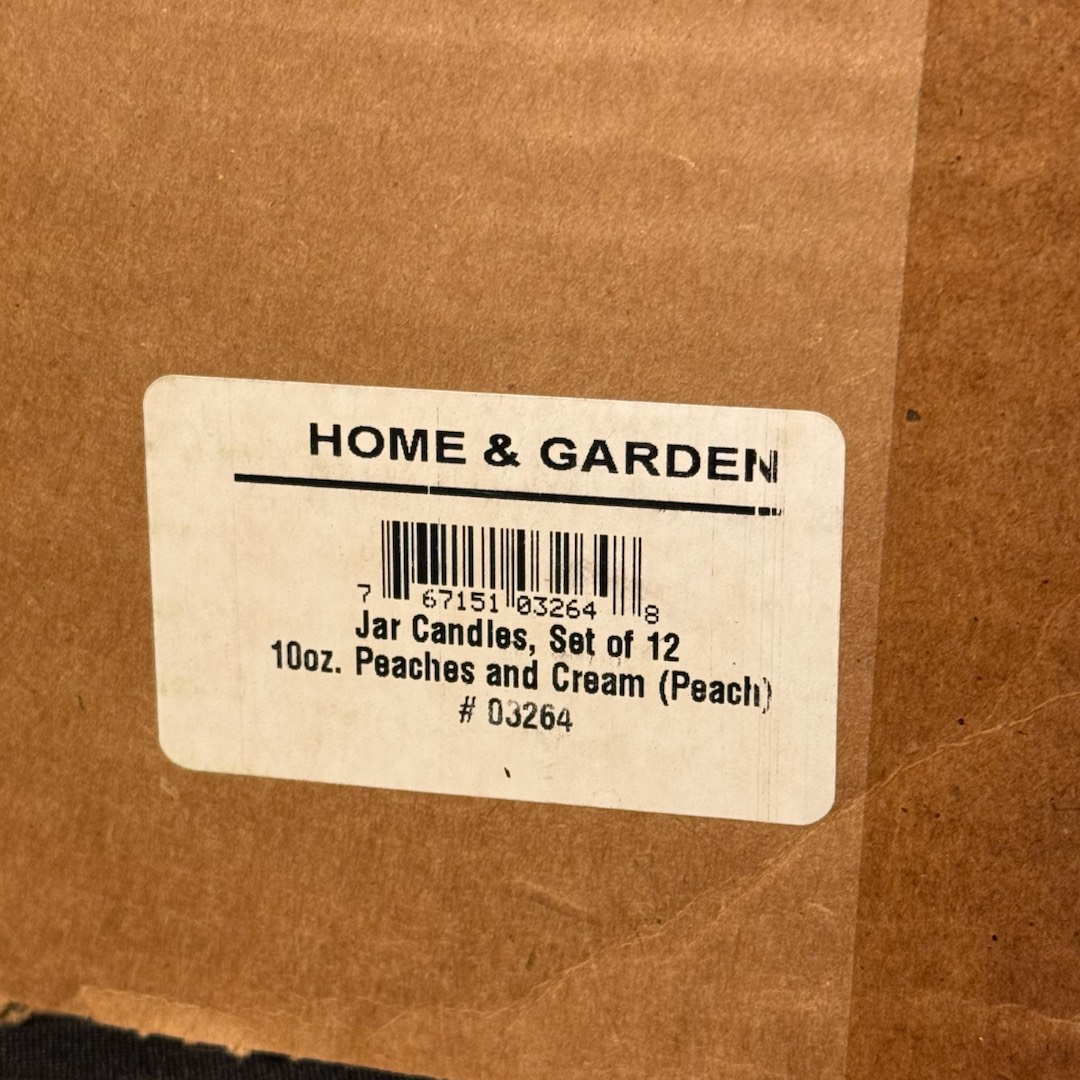 HOME & GARDEN
7 67151 03264 8
Jar Candles, Set of 12
10oz. Peaches and Cream (Peach)
# 03264